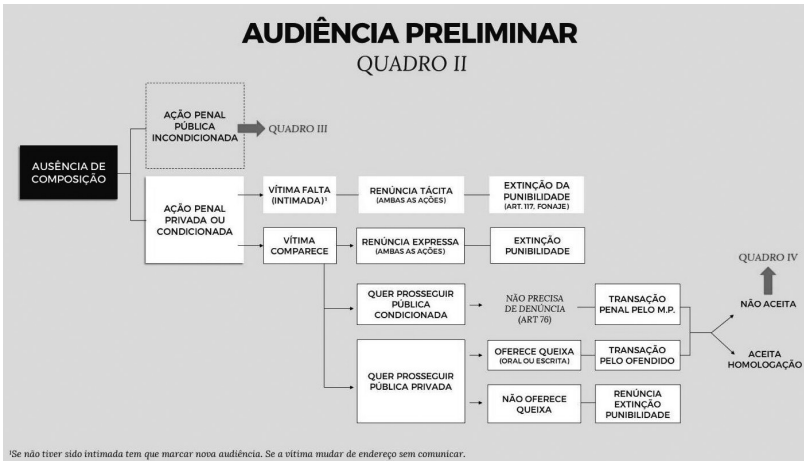 AUDIÊNCIA PRELIMINAR
QUADRO II
AÇÃO PENAL
PÚBLICA
INCONDICIONADA
QUADRO III
AUSÊNCIA DE
COMPOSIÇÃO
AÇÃO PENAL
PRIVADA OU
CONDICIONADA
VÍTIMA FALTA
(INTIMADA)¹
RENÚNCIA TÁCITA
(AMBAS AS AÇÕES)
EXTINÇÃO DA
PUNIBILIDADE
(ART. 117, FONAJE)
VÍTIMA
COMPARECE
RENÚNCIA EXPRESSA
(AMBAS AS AÇÕES)
EXTINÇÃO
PUNIBILIDADE
QUER PROSSEGUIR
PÚBLICA
CONDICIONADA
NÃO PRECISA
DE DENÚNCIA
(ART 76)
TRANSAÇÃO
PENAL PELO M.P.
QUADRO IV
NÃO ACEITA
QUER PROSSEGUIR
PÚBLICA PRIVADA
OFERECE QUEIXA
(ORAL OU ESCRITA)
TRANSAÇÃO
PELO OFENDIDO
ACEITA
HOMOLOGAÇÃO
NÃO OFERECE
QUEIXA
RENÚNCIA
EXTINÇÃO
PUNIBILIDADE
¹Se não tiver sido intimada tem que marcar nova audiência. Se a vítima mudar de endereço sem comunicar.